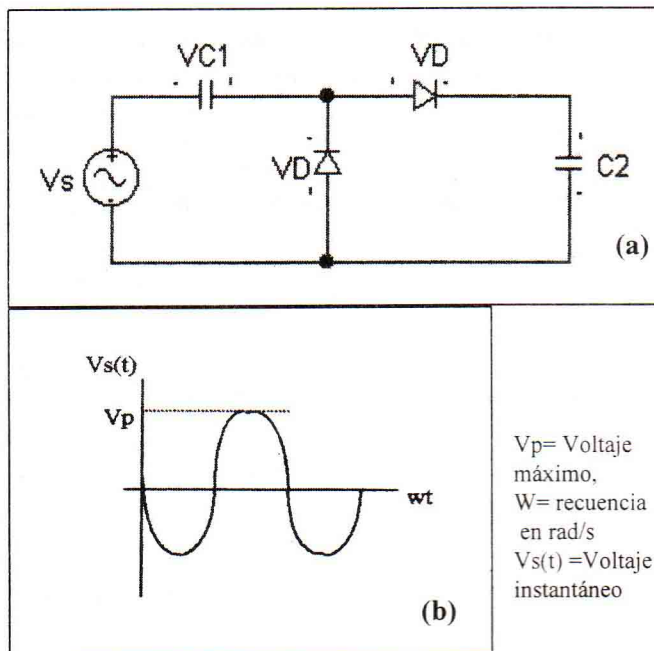 VC1
VD
Vs
VD
C2
(a)
Vs(t)
Vp
wt
(b)
Vp= Voltaje
máximo,
W= recuencia
en rad/s
Vs(t) =Voltaje
instantáneo